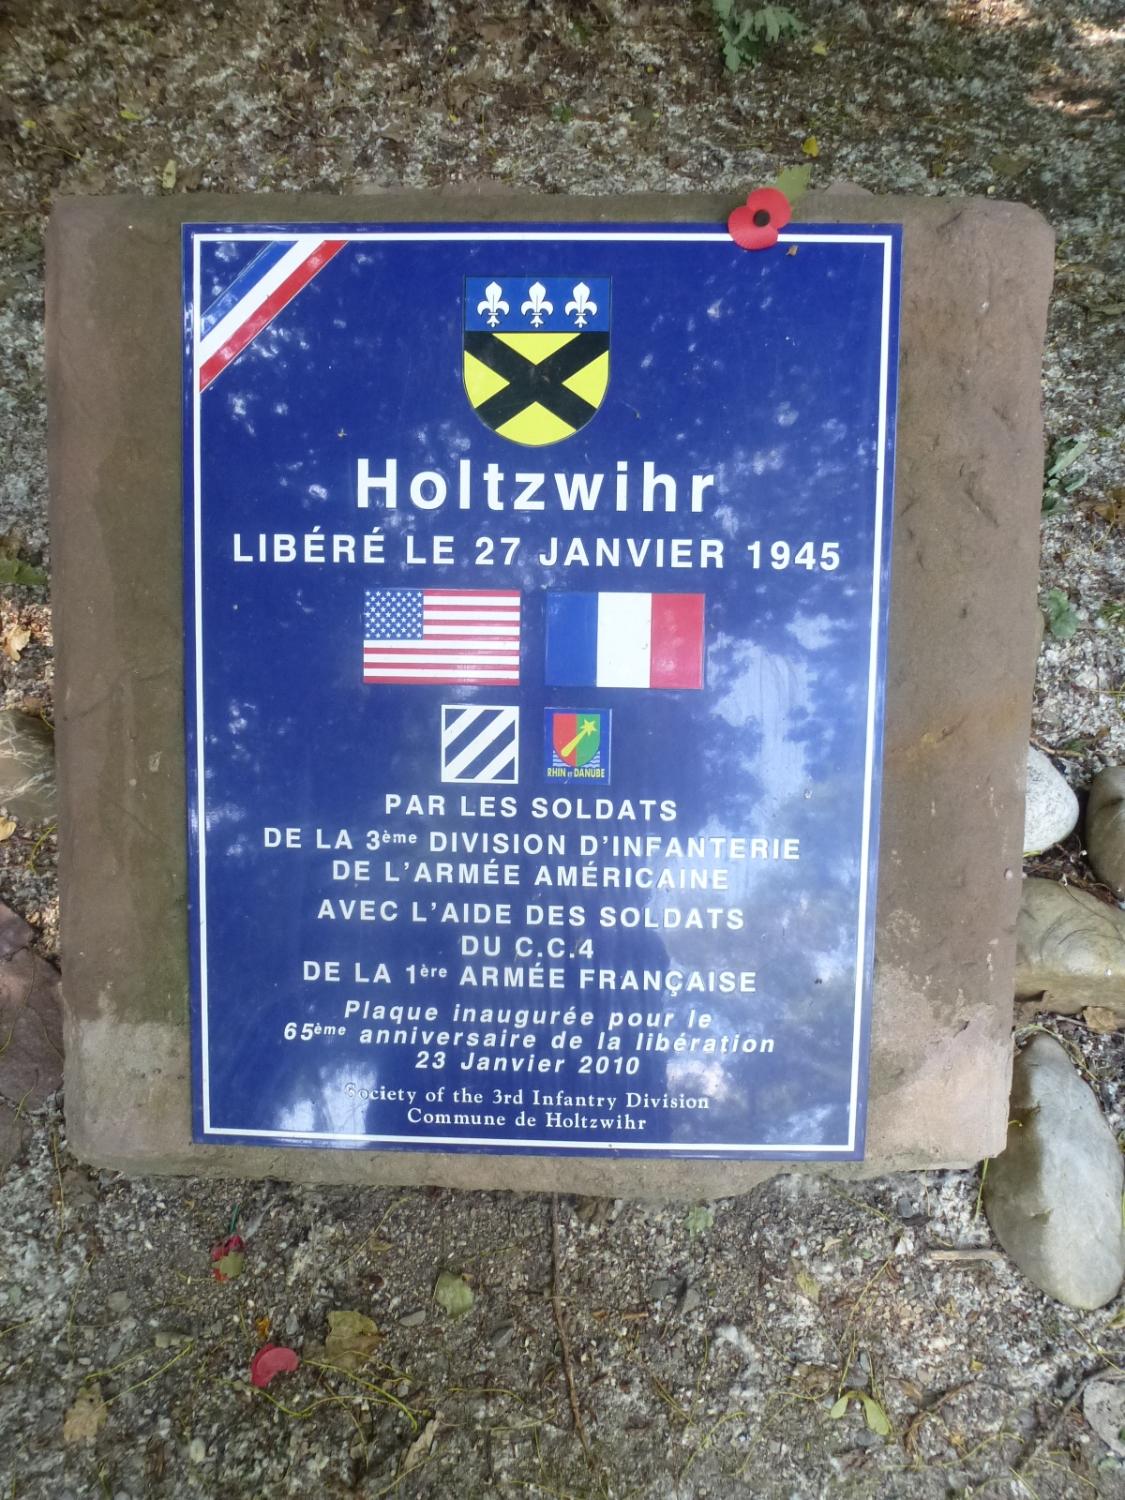 Holtzwihr
LIBÉRÉ LE 27 JANVIER 1945
RHIN ET DANUBE
PAR LES SOLDATS
DE LA 3ème DIVISION D'INFANTERIE
DE L'ARMÉE AMÉRICAINE
AVEC L'AIDE DES SOLDATS
DU C.C.4
DE LA 1ère ARMÉE FRANÇAISE
Plaque inaugurée pour le
65ème anniversaire de la libération
23 Janvier 2010
Society of the 3rd Infantry Division
Commune de Holtzwihr